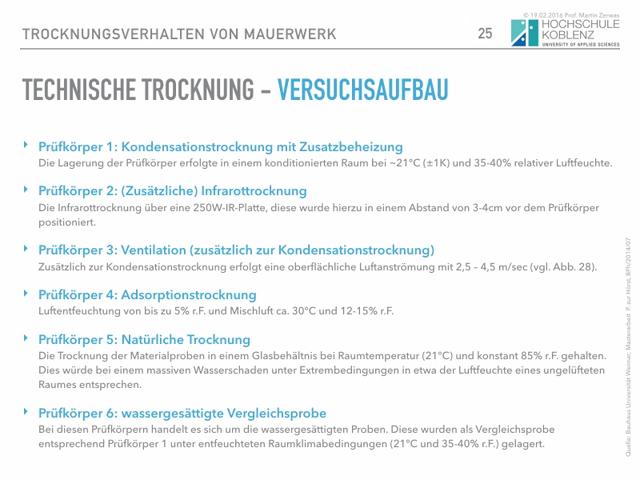 © 19.02.2016 Prof. Martin Zerwas
TROCKNUNGSVERHALTEN VON MAUERWERK
25
HOCHSCHULE
KOBLENZ
UNIVERSITY OF APPLIED SCIENCES
TECHNISCHE TROCKNUNG - VERSUCHSAUFBAU
Prüfkörper 1: Kondensationstrocknung mit Zusatzbeheizung
Die Lagerung der Prüfkörper erfolgte in einem konditionierten Raum bei ~21°C (±1K) und 35-40% relativer Luftfeuchte.
Prüfkörper 2: (Zusätzliche) Infrarottrocknung
Die Infrarottrocknung über eine 250W-IR-Platte, diese wurde hierzu in einem Abstand von 3-4cm vor dem Prüfkörper
positioniert.
Prüfkörper 3: Ventilation (zusätzlich zur Kondensationstrocknung)
Zusätzlich zur Kondensationstrocknung erfolgt eine oberflächliche Luftanströmung mit 2,5 – 4,5 m/sec (vgl. Abb. 28).
Prüfkörper 4: Adsorptionstrocknung
Luftentfeuchtung von bis zu 5% r.F. und Mischluft ca. 30°C und 12-15% r.F.
Prüfkörper 5: Natürliche Trocknung
Die Trocknung der Materialproben in einem Glasbehältnis bei Raumtemperatur (21°C) und konstant 85% r.F. gehalten.
Dies würde bei einem massiven Wasserschaden unter Extrembedingungen in etwa der Luftfeuchte eines ungelüfteten
Raumes entsprechen.
Prüfkörper 6: wassergesättigte Vergleichsprobe
Bei diesen Prüfkörpern handelt es sich um die wassergesättigten Proben. Diese wurden als Vergleichsprobe
entsprechend Prüfkörper 1 unter entfeuchteten Raumklimabedingungen (21°C und 35-40% r.F.) gelagert.
Quelle: Bauhaus Universität Weimar, Masterarbeit P. zur Hörst, BPh/2014/07